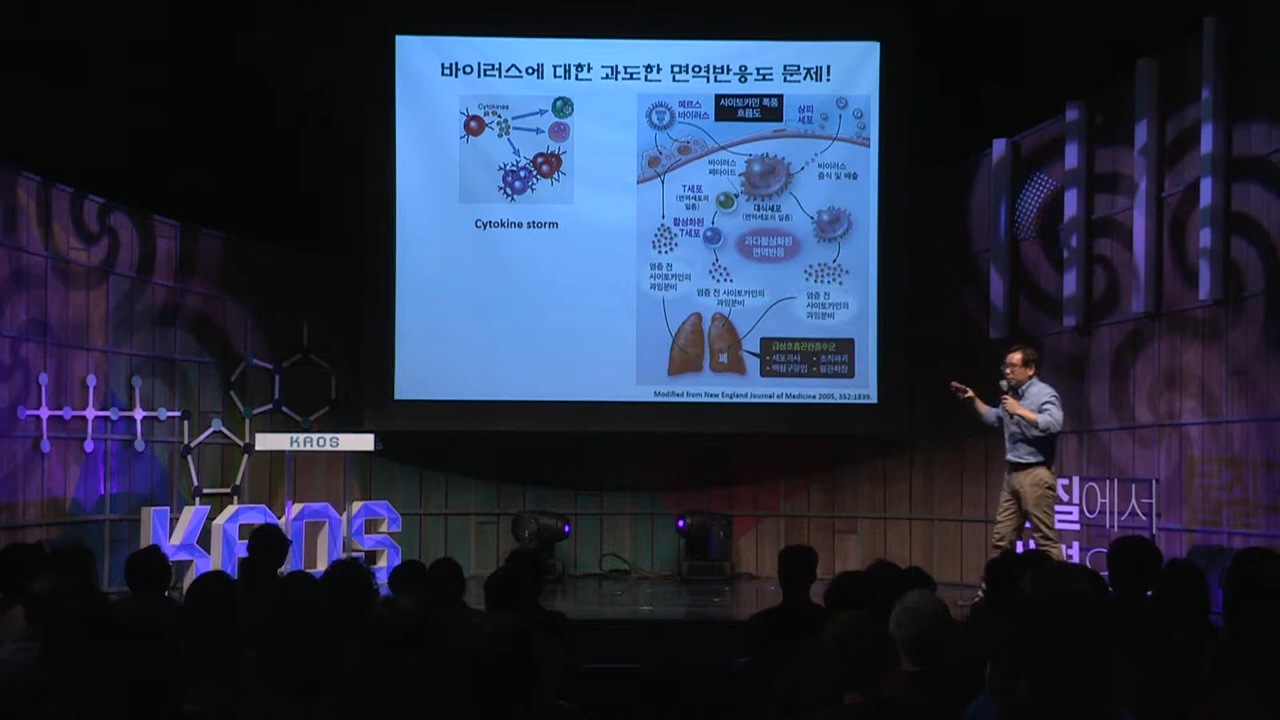 바이러스에 대한 과도한 면역반응도 문제!
Cytokines
Cytokine storm
메르스
바이러스
사이토카인 폭풍
흐름도
상피
세포
바이러스
펩타이드
바이러스
증식 및 배출
T세포
(면역세포의
일종)
대식세포
(면역세포의 일종)
활성화된
T세포
과다활성화된
면역반응
염증 전
사이토카인의
과잉분비
염증 전 사이토카인의
과잉분비
염증 전
사이토카인의
과잉분비
폐
급성호흡곤란증후군
• 세포괴사
• 조직파괴
• 백혈구유입
• 혈관확장
Modified from New England Journal of Medicine 2005, 352:1839.
KAOS
KAOS
질에서